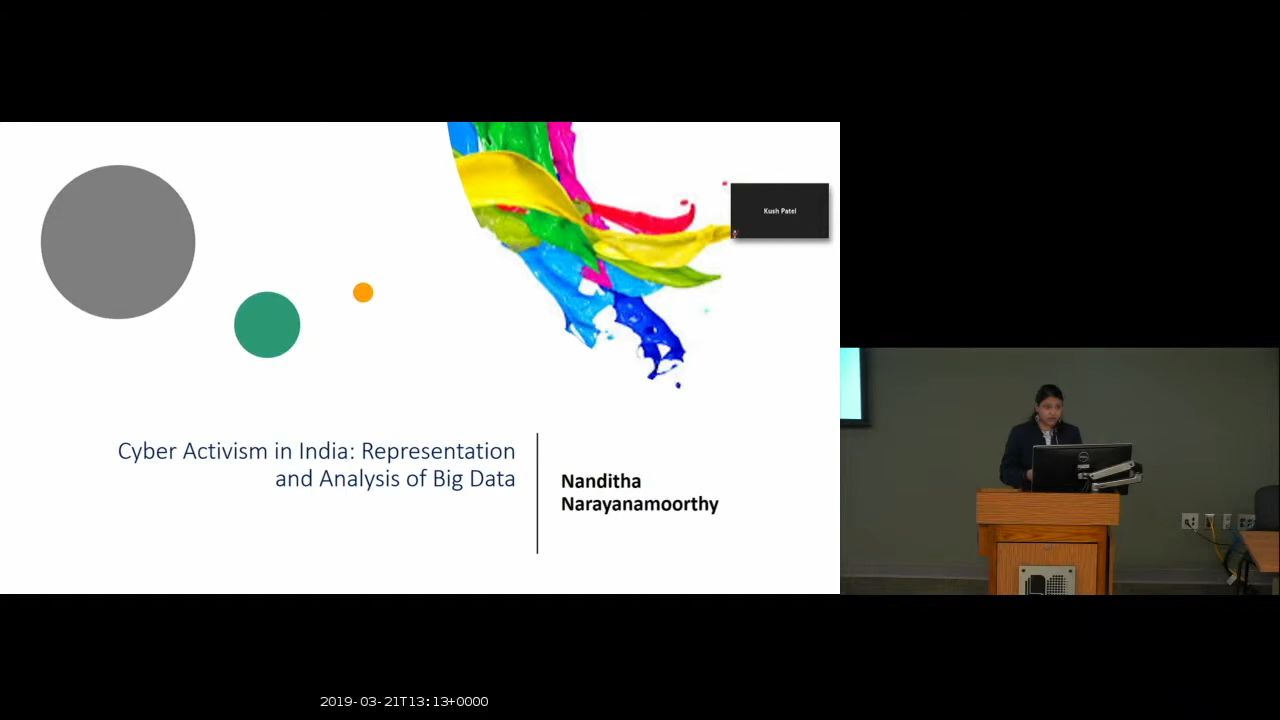 Kush Patel
Cyber Activism in India: Representation
and Analysis of Big Data
Nanditha
Narayanamoorthy
2019-03-21T13:13+0000